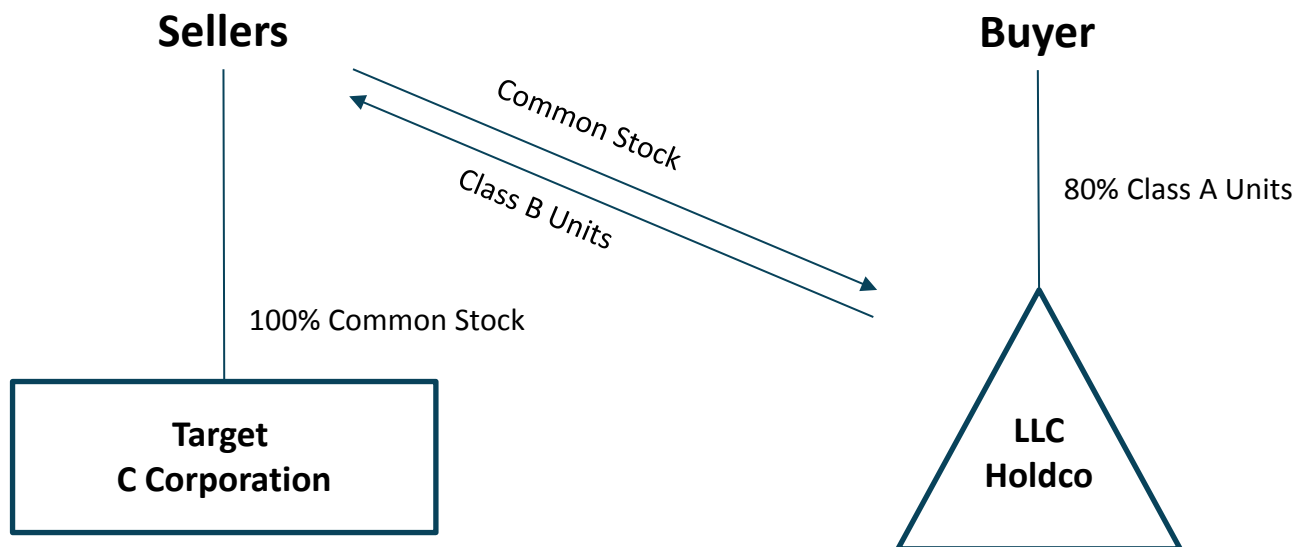 Sellers
Buyer
Common Stock
Class B Units
80% Class A Units
100% Common Stock
Target
C Corporation
LLC
Holdco